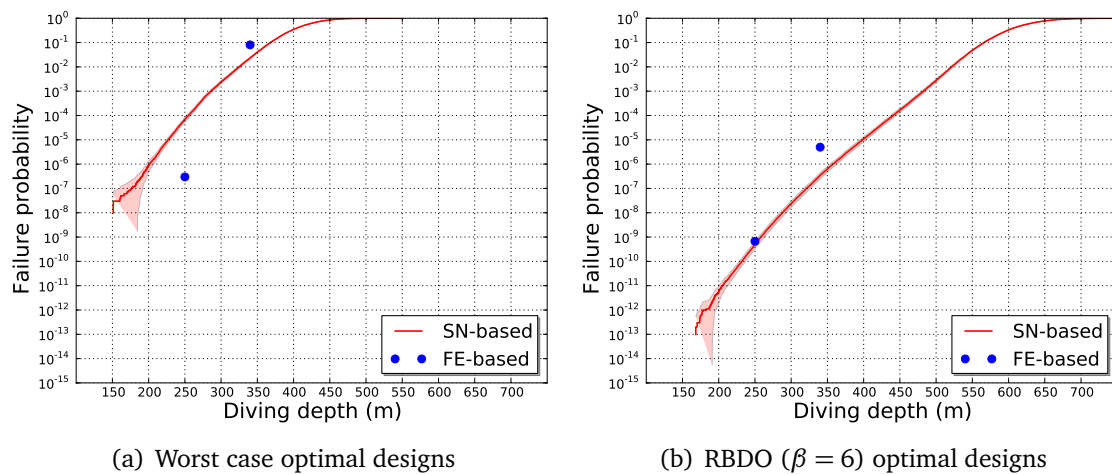 10^0
10^-1
10^-2
10^-3
10^-4
10^-5
10^-6
10^-7
10^-8
10^-9
10^-10
10^-11
10^-12
10^-13
10^-14
10^-15
Failure probability
150 200 250 300 350 400 450 500 550 600 650 700
Diving depth (m)
SN-based
FE-based
(a) Worst case optimal designs
10^0
10^-1
10^-2
10^-3
10^-4
10^-5
10^-6
10^-7
10^-8
10^-9
10^-10
10^-11
10^-12
10^-13
10^-14
10^-15
Failure probability
150 200 250 300 350 400 450 500 550 600 650 700
Diving depth (m)
SN-based
FE-based
(b) RBDO (β = 6) optimal designs